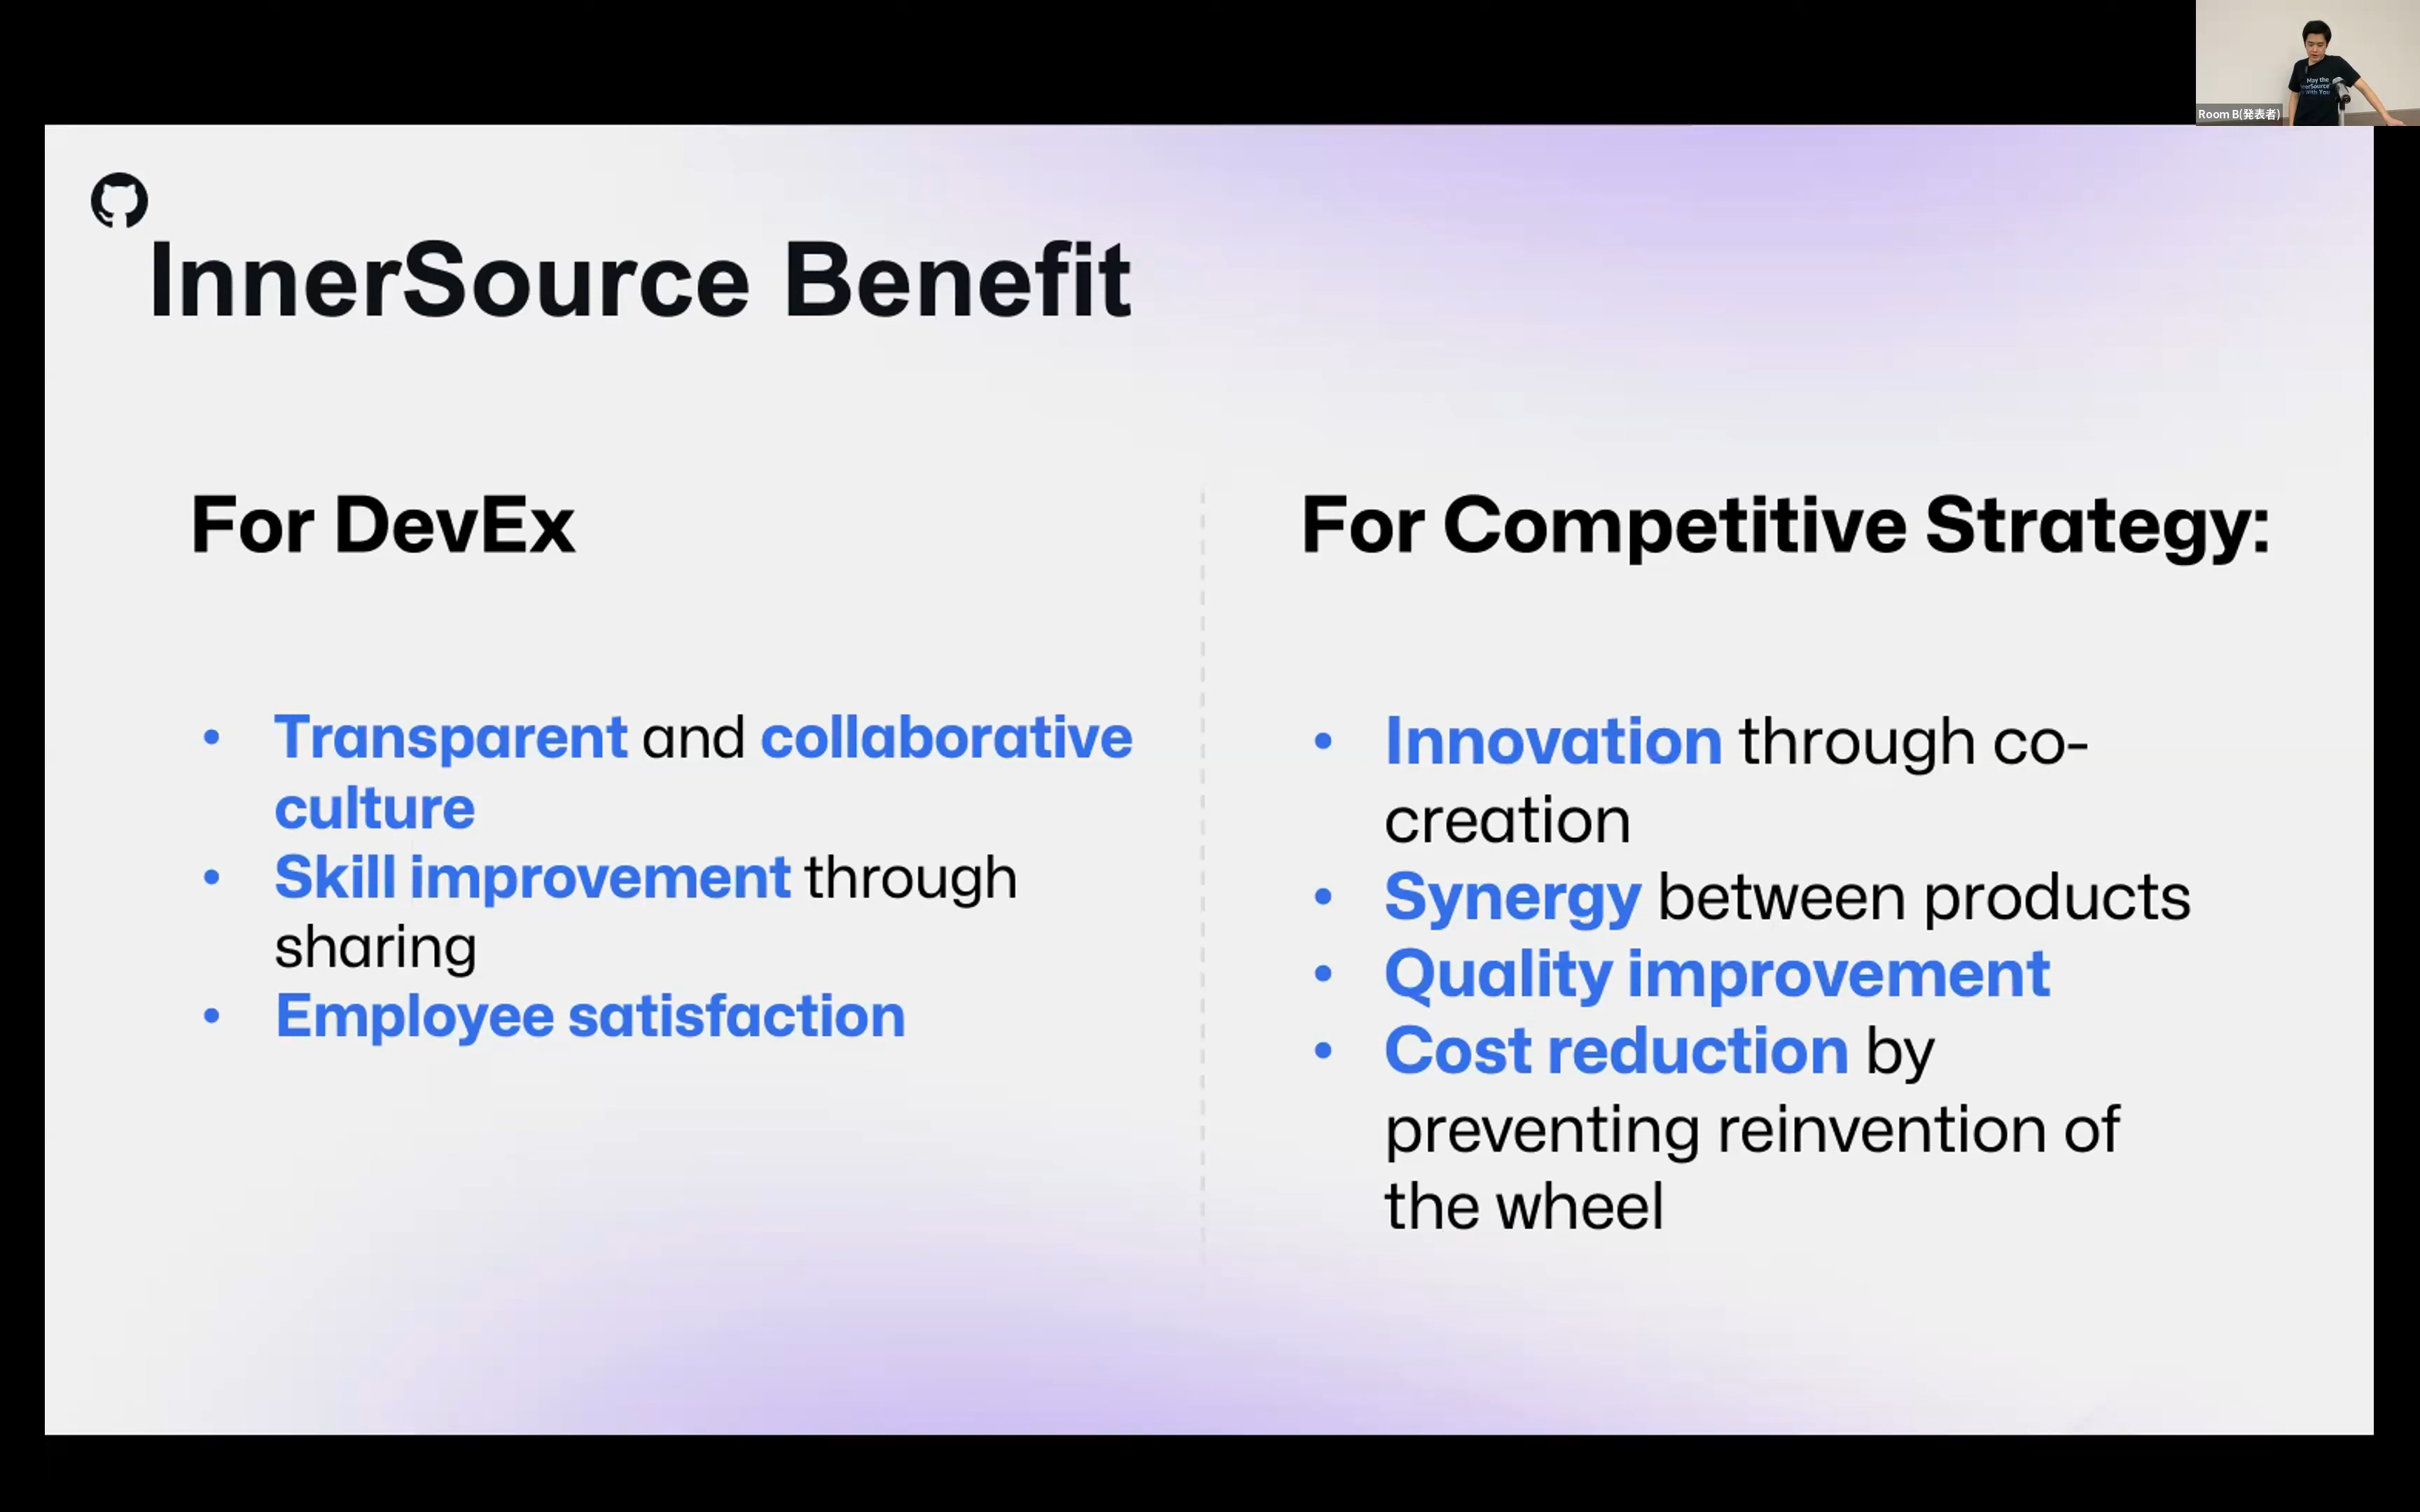 Room B(発表者)
May the
InnerSource Benefit
For DevEx
• Transparent and collaborative
culture
• Skill improvement through
sharing
• Employee satisfaction
For Competitive Strategy:
• Innovation through co-
creation
• Synergy between products
• Quality improvement
• Cost reduction by
preventing reinvention of
the wheel